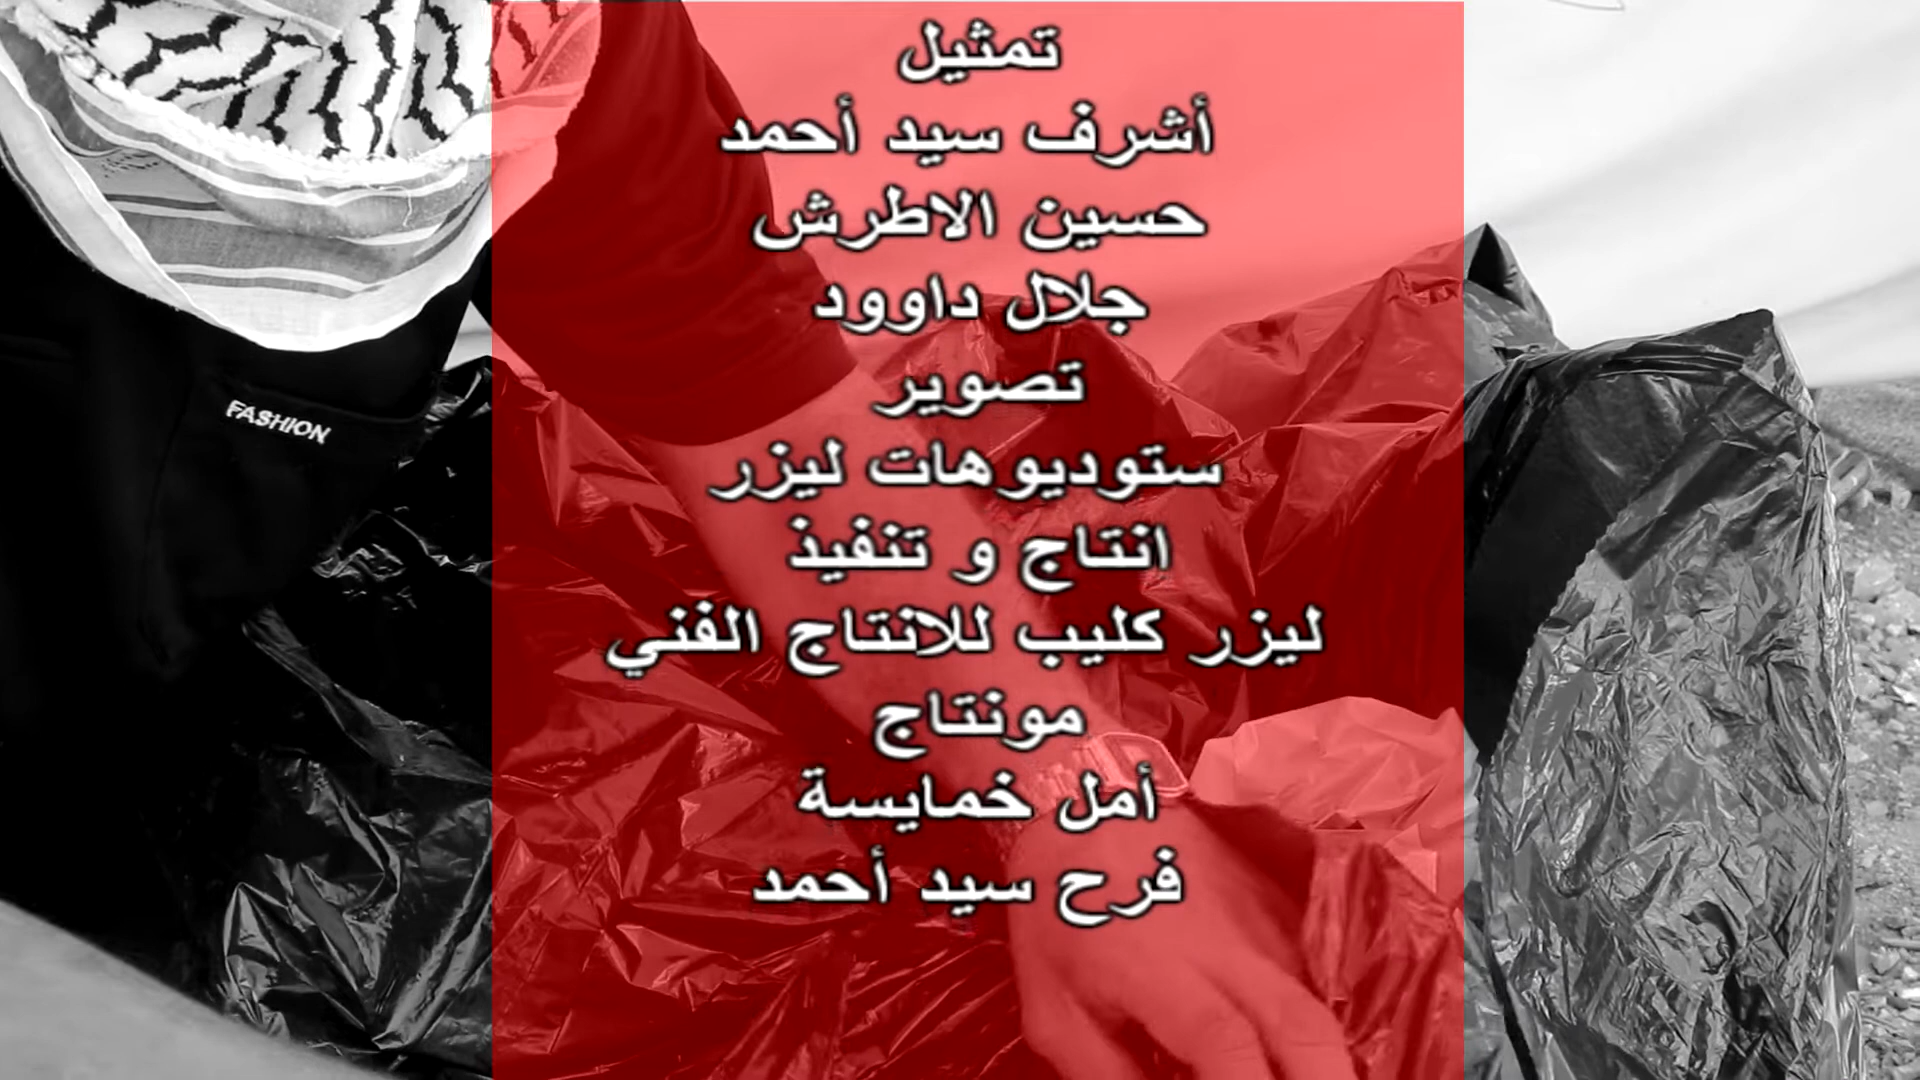 تمثيل
أشرف سيد أحمد
حسين الاطرش
جلال داوود
تصوير
FASHION
ستوديوهات ليزر
انتاج و تنفيذ
ليزر كليب للانتاج الفني
مونتاج
أمل خمايسة
فرح سيد أحمد